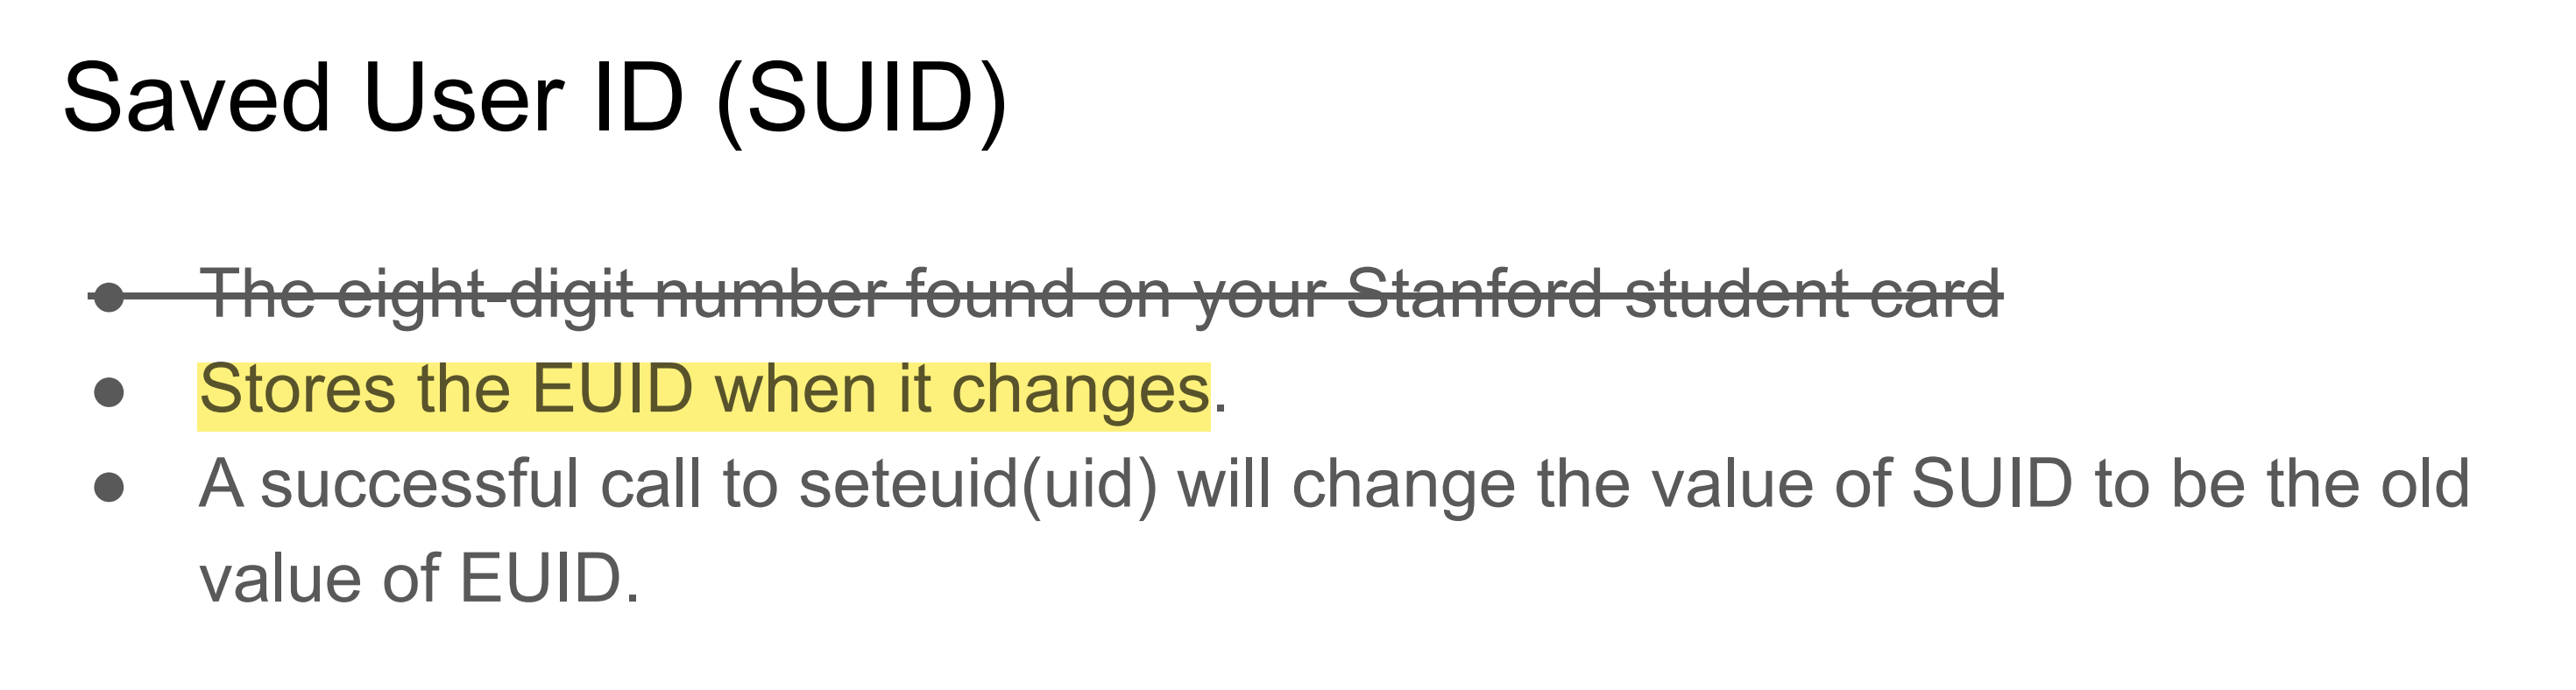 Saved User ID (SUID)
● The eight-digit number found on your Stanford student card
● Stores the EUID when it changes.
● A successful call to seteuid(uid) will change the value of SUID to be the old
value of EUID.